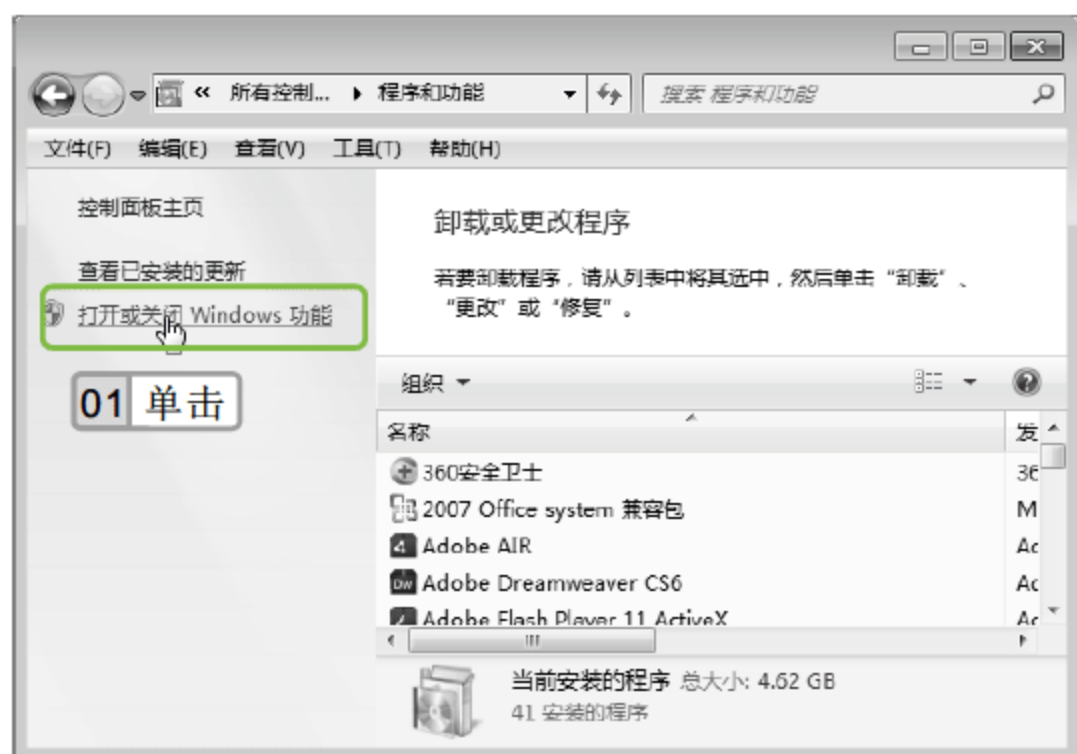 « 所有控制... ▸ 程序和功能
搜索 程序和功能
文件(F) 编辑(E) 查看(V) 工具(T) 帮助(H)
控制面板主页
查看已安装的更新
打开或关闭 Windows 功能
01 单击
卸载或更改程序
若要卸载程序，请从列表中将其选中，然后单击“卸载”、
“更改”或“修复”。
组织
名称 发
360安全卫士 36
2007 Office system 兼容包 M
Adobe AIR Ac
Adobe Dreamweaver CS6 Ac
Adobe Flash Player 11 ActiveX Ac
当前安装的程序 总大小: 4.62 GB
41 安装的程序